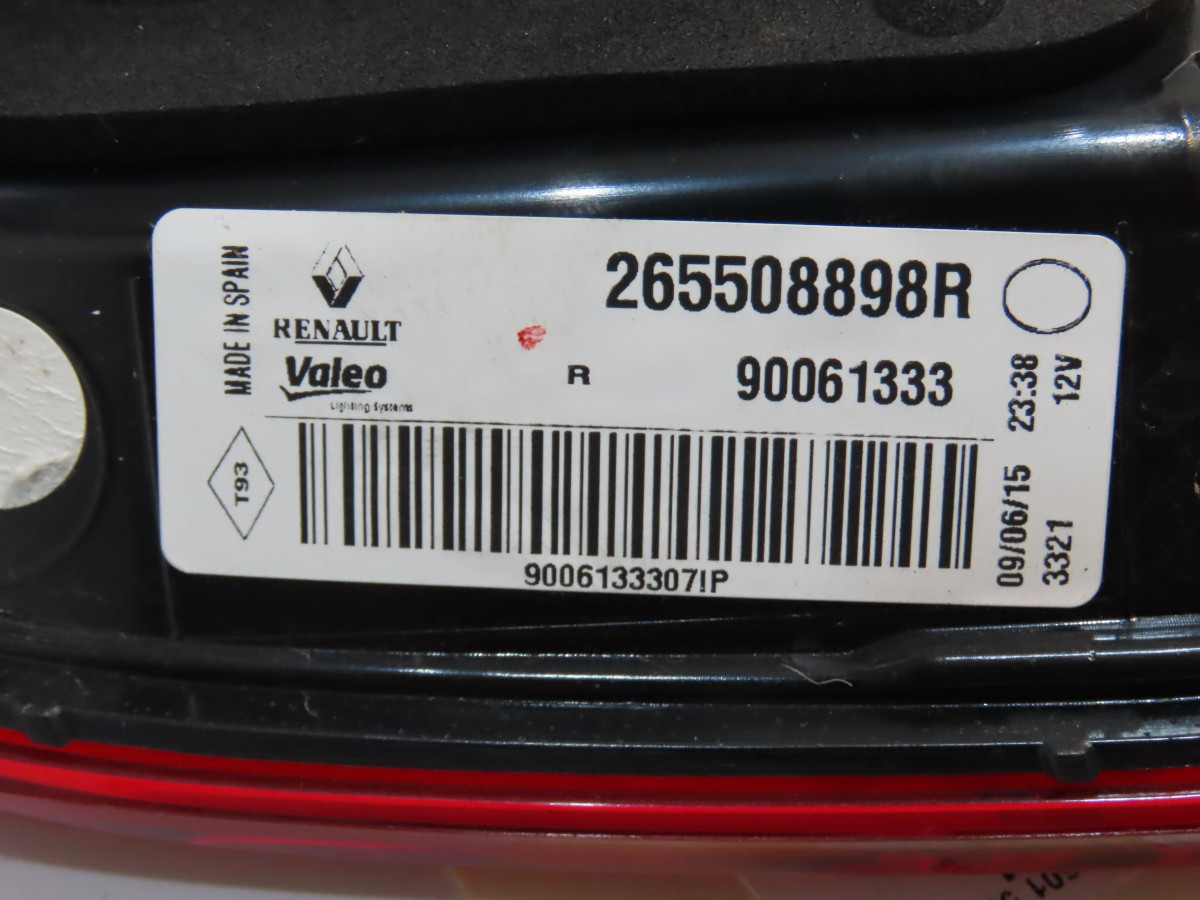 MADE IN SPAIN
RENAULT
Valeo
Lighting Systems
R
265508898R
90061333
23:38
12V
T93
9006133307!P
09/06/15
3321